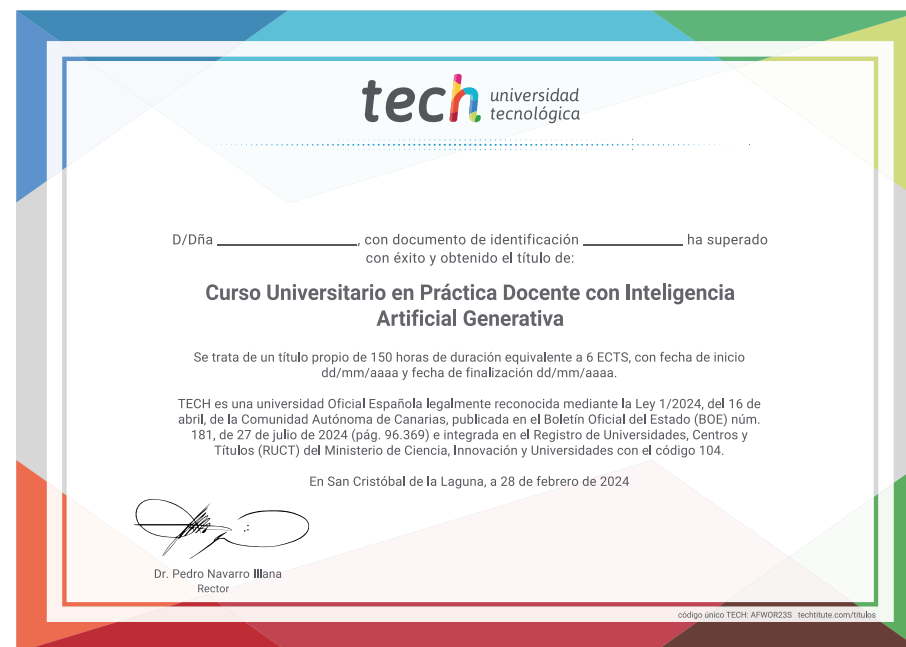 tech universidad
tecnológica
D/Dña ____________________, con documento de identificación ______________ ha superado
con éxito y obtenido el título de:
Curso Universitario en Práctica Docente con Inteligencia
Artificial Generativa
Se trata de un título propio de 150 horas de duración equivalente a 6 ECTS, con fecha de inicio
dd/mm/aaaa y fecha de finalización dd/mm/aaaa.
TECH es una universidad Oficial Española legalmente reconocida mediante la Ley 1/2024, del 16 de
abril, de la Comunidad Autónoma de Canarias, publicada en el Boletín Oficial del Estado (BOE) núm.
181, de 27 de julio de 2024 (pág. 96.369) e integrada en el Registro de Universidades, Centros y
Títulos (RUCT) del Ministerio de Ciencia, Innovación y Universidades con el código 104.
En San Cristóbal de la Laguna, a 28 de febrero de 2024
Dr. Pedro Navarro Illana
Rector
código único TECH: AFWOR23S techtitute.com/titulos